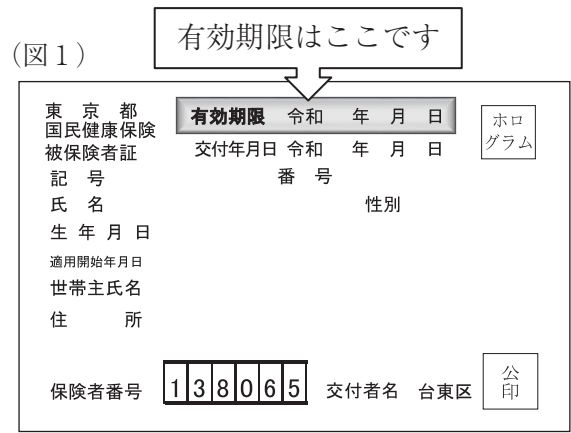 有効期限はここです
（図１）
東京都
国民健康保険
被保険者証
有効期限 令和 年 月 日
交付年月日 令和 年 月 日
ホロ
グラム
記号 番号
氏名 性別
生年月日
適用開始年月日
世帯主氏名
住所
保険者番号 138065 交付者名 台東区
公
印